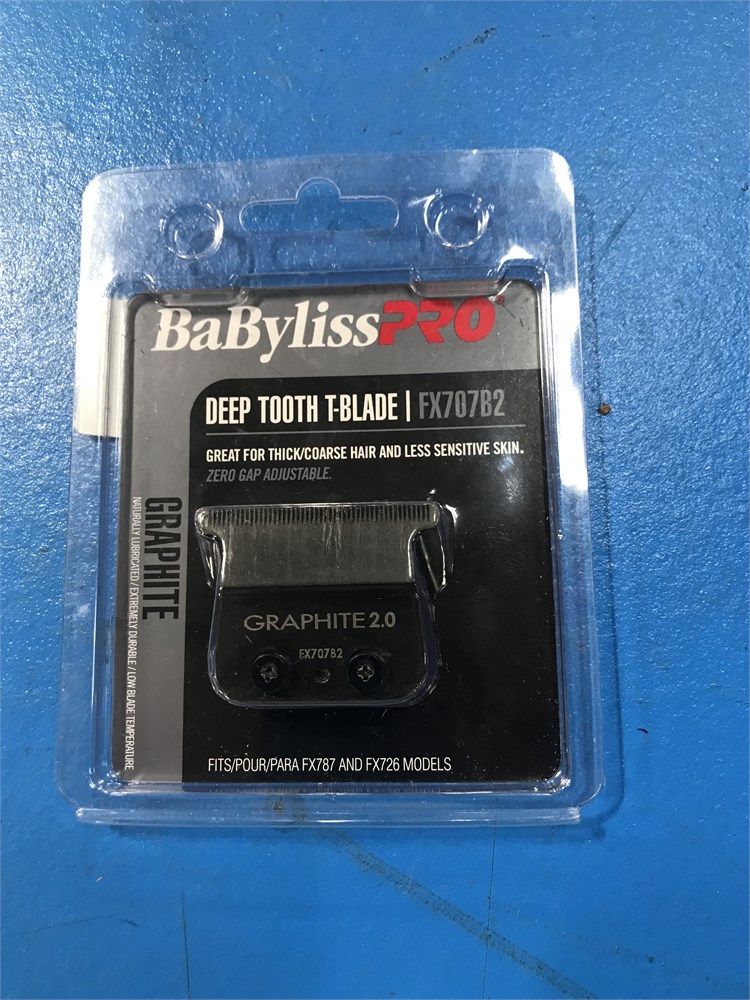 BaBylissPRO®
DEEP TOOTH T-BLADE | FX707B2
GREAT FOR THICK/COARSE HAIR AND LESS SENSITIVE SKIN.
ZERO GAP ADJUSTABLE.
GRAPHITE
NATURALLY LUBRICATED / EXTREMELY DURABLE / LOW BLADE TEMPERATURE
GRAPHITE 2.0
FX707B2
FITS/POUR/PARA FX787 AND FX726 MODELS